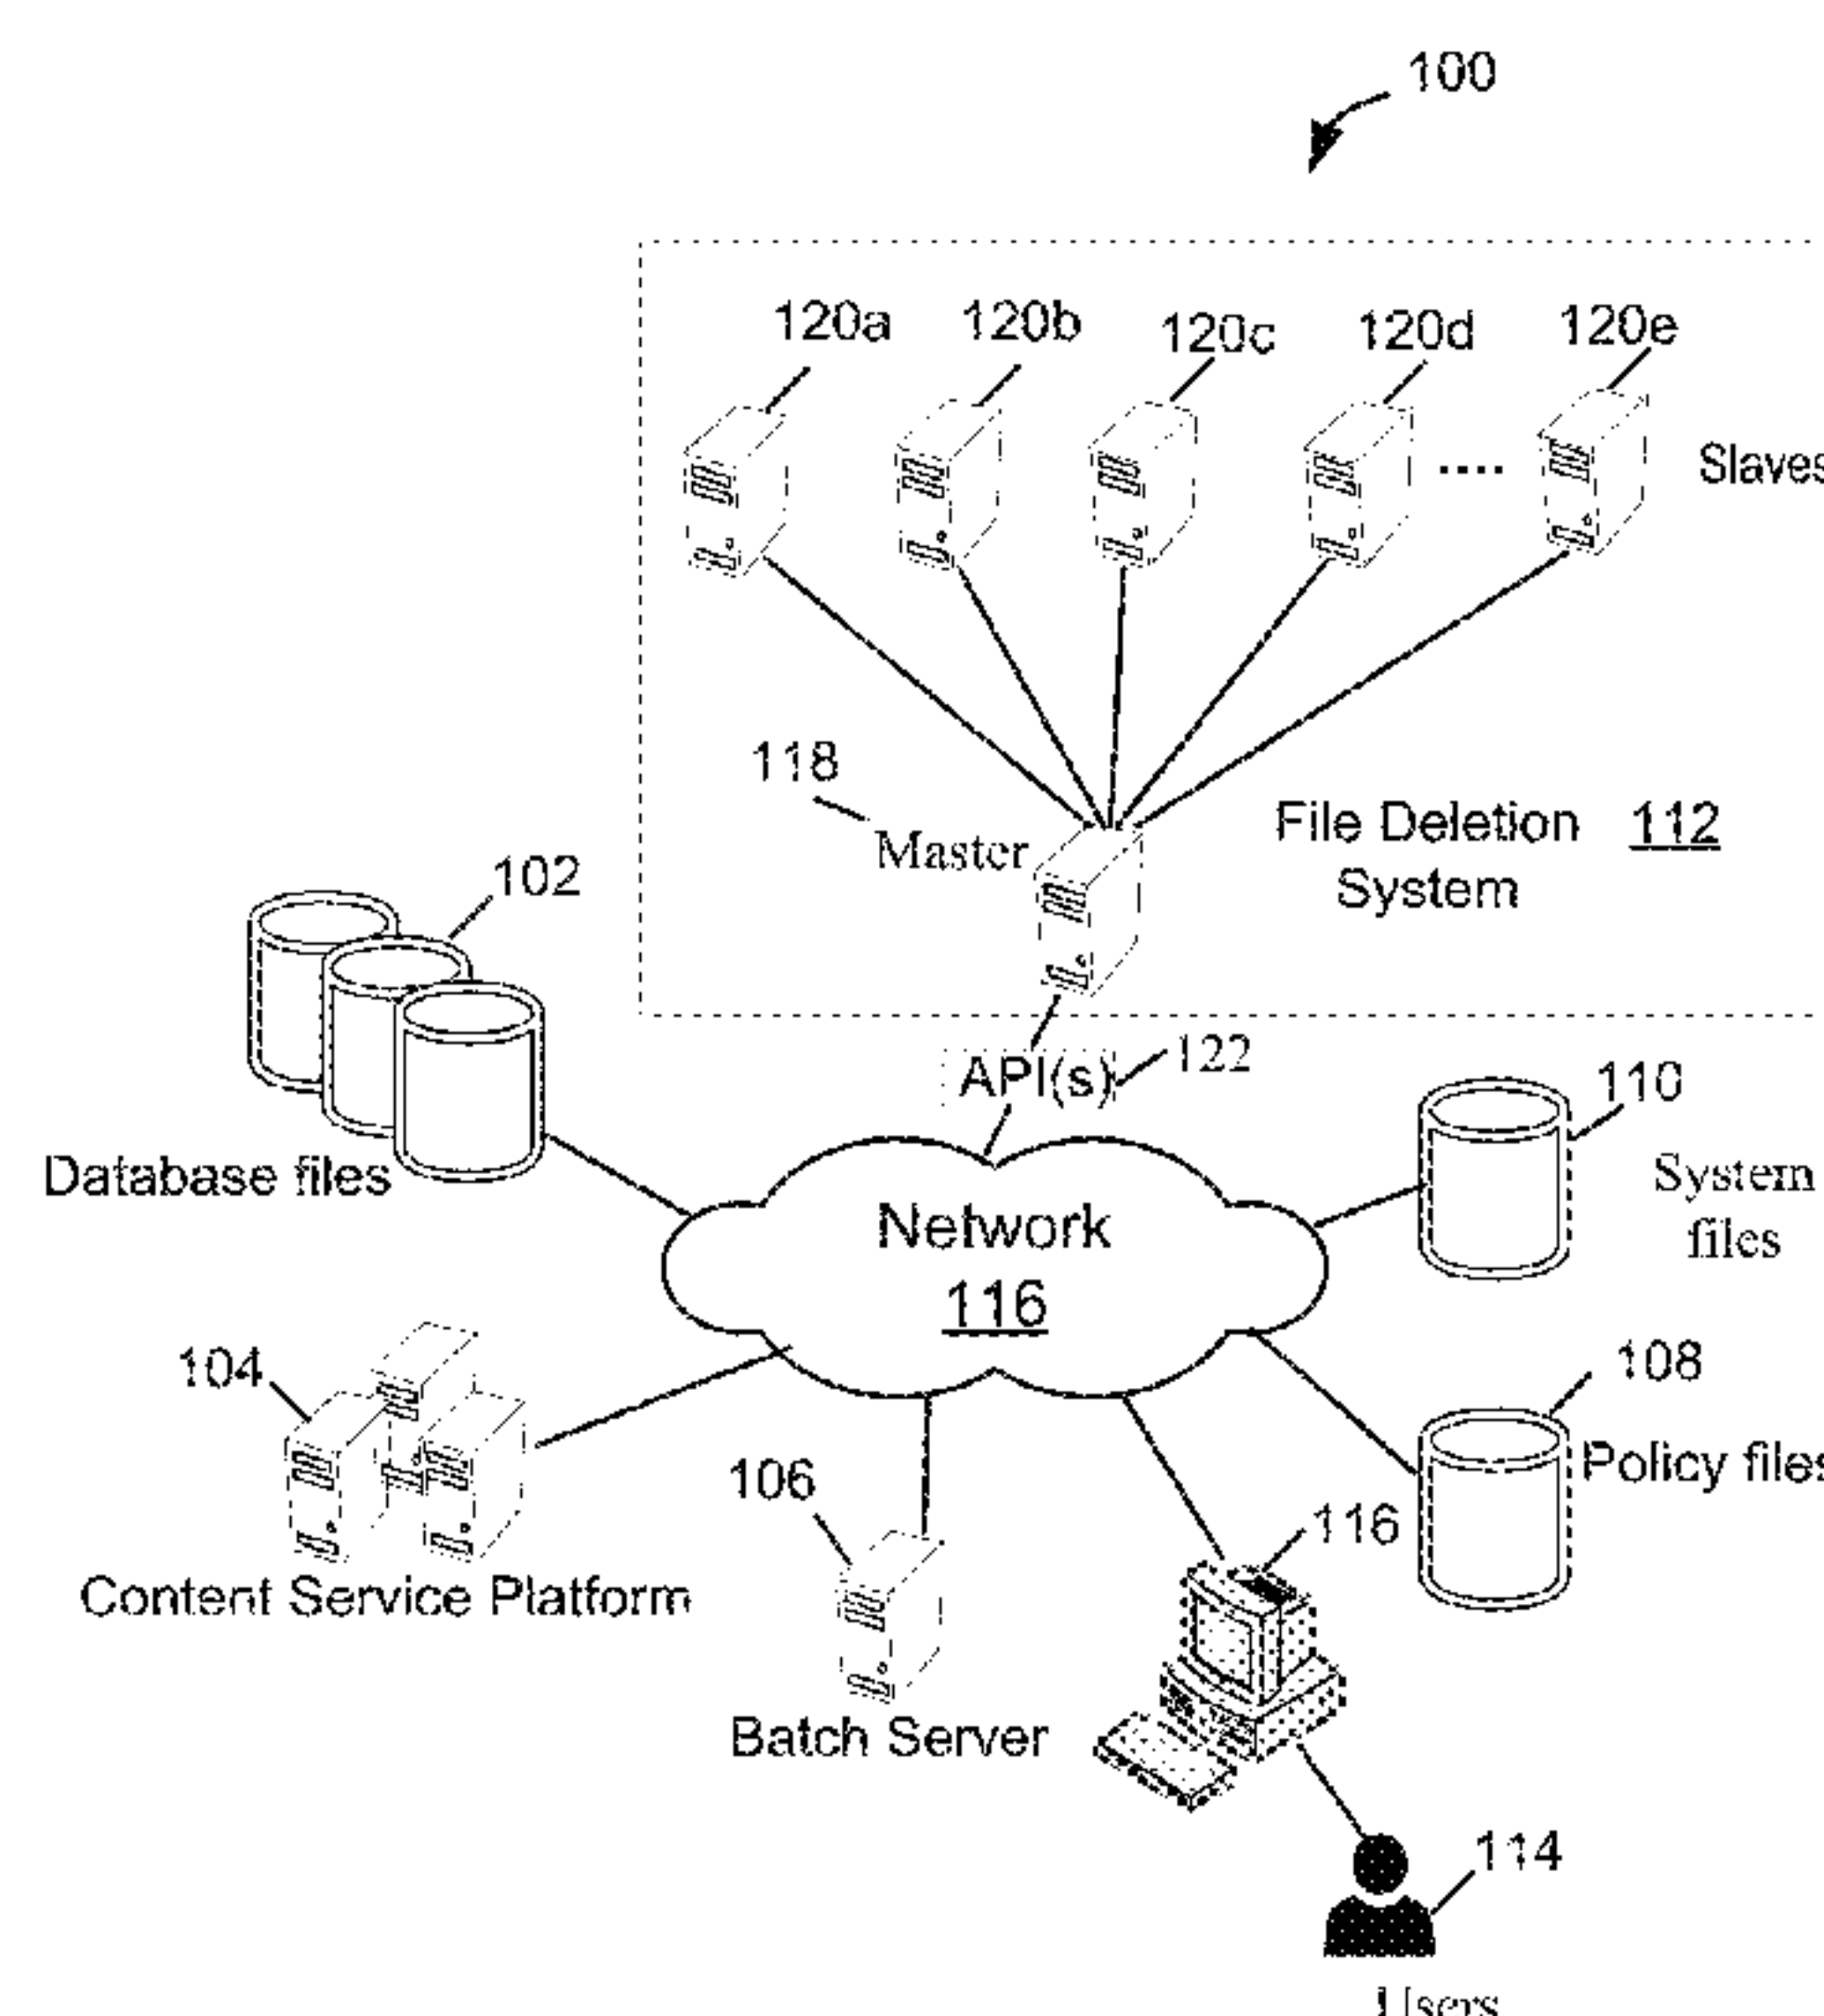 100
120a 120b 120c 120d 120e
Slaves
118
Master
File Deletion 112
System
102
API(s) 122
110
Database files
System
files
Network
116
104
108
Policy files
106
116
Content Service Platform
Batch Server
114
Users